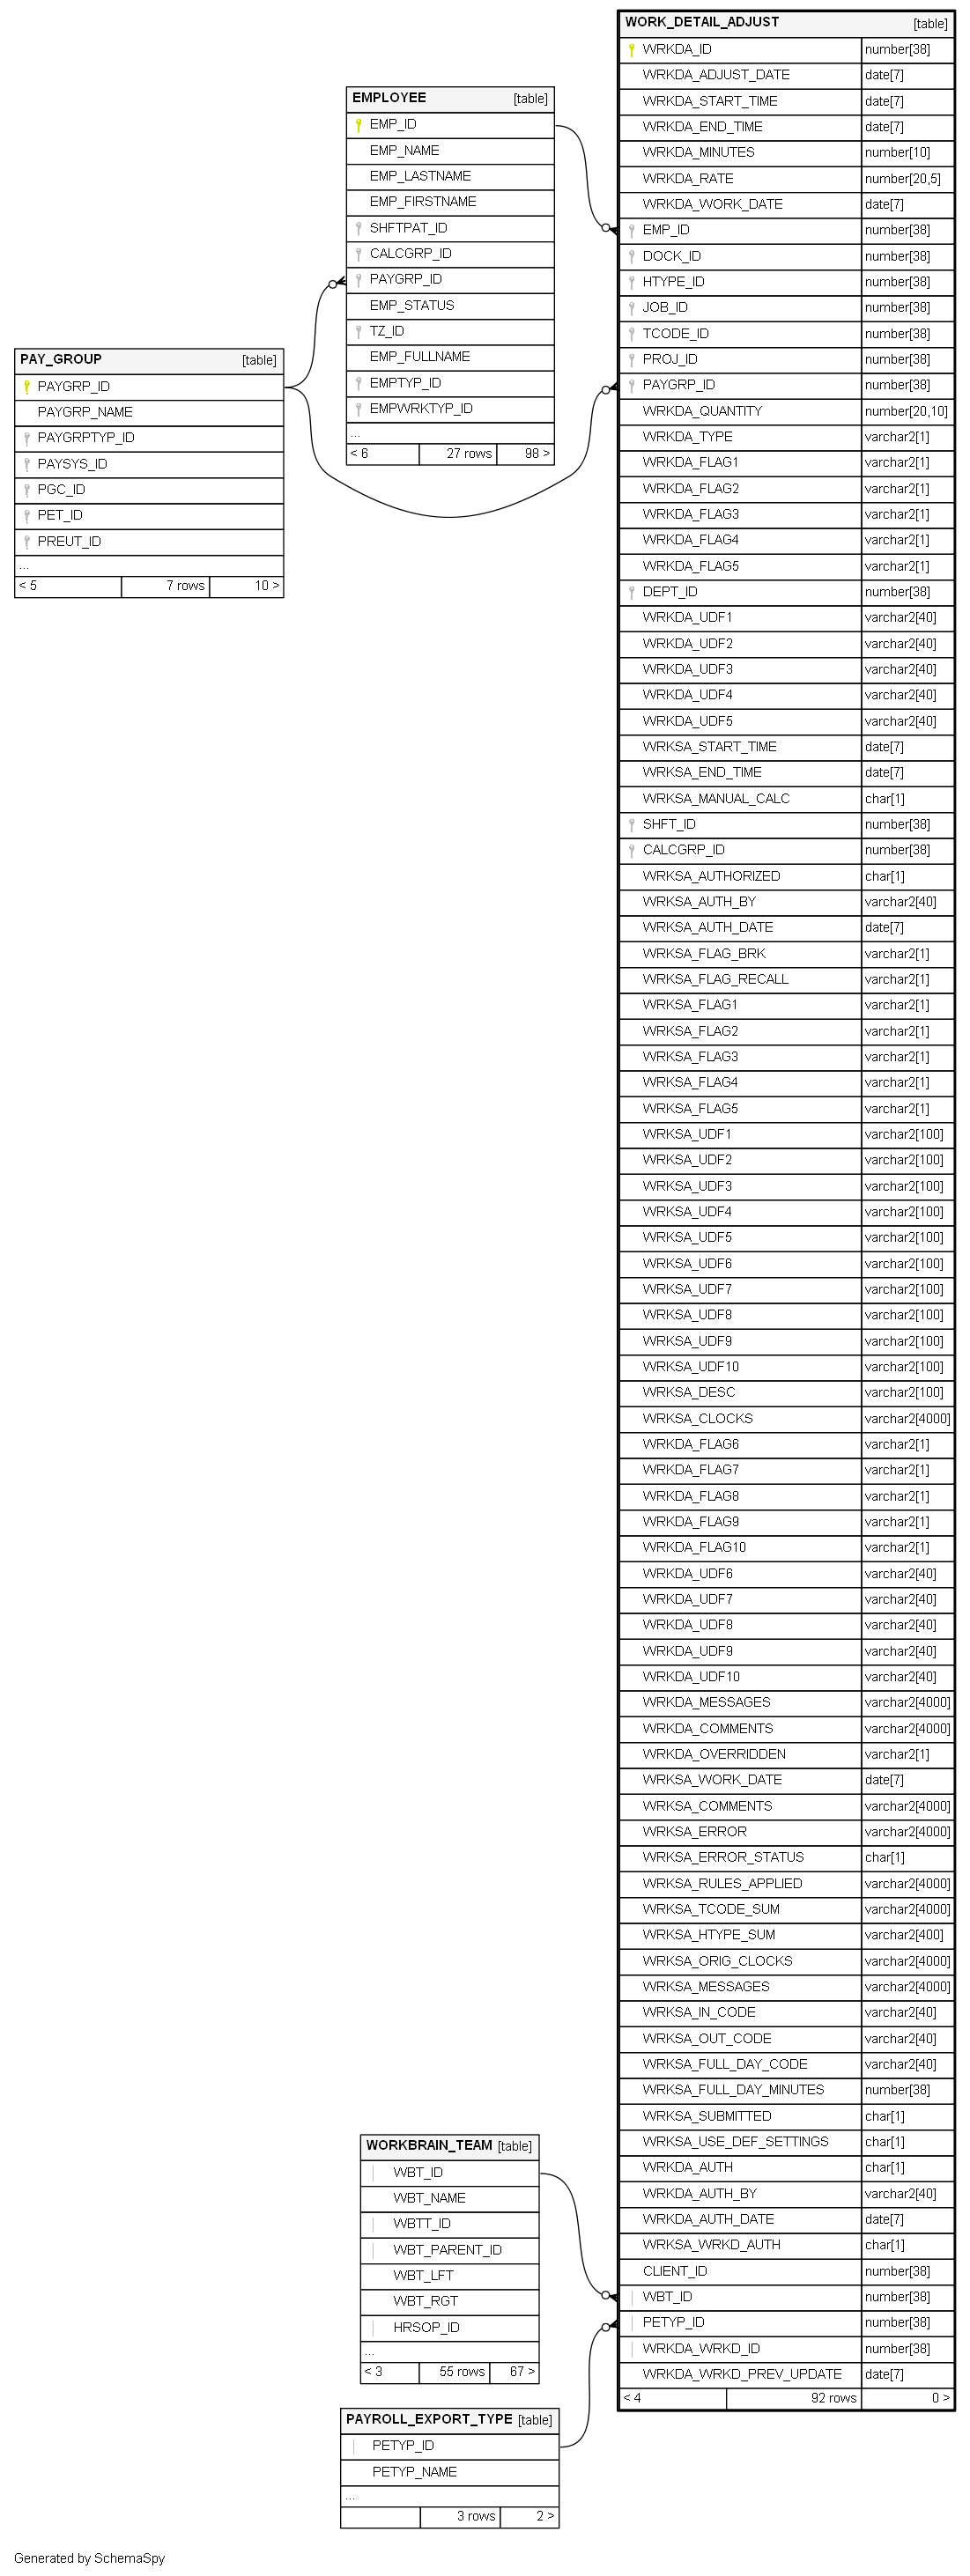 WORK_DETAIL_ADJUST [table]
WRKDA_ID number[38]
WRKDA_ADJUST_DATE date[7]
WRKDA_START_TIME date[7]
WRKDA_END_TIME date[7]
WRKDA_MINUTES number[10]
WRKDA_RATE number[20,5]
WRKDA_WORK_DATE date[7]
EMP_ID number[38]
DOCK_ID number[38]
HTYPE_ID number[38]
JOB_ID number[38]
TCODE_ID number[38]
PROJ_ID number[38]
PAYGRP_ID number[38]
WRKDA_QUANTITY number[20,10]
WRKDA_TYPE varchar2[1]
WRKDA_FLAG1 varchar2[1]
WRKDA_FLAG2 varchar2[1]
WRKDA_FLAG3 varchar2[1]
WRKDA_FLAG4 varchar2[1]
WRKDA_FLAG5 varchar2[1]
DEPT_ID number[38]
WRKDA_UDF1 varchar2[40]
WRKDA_UDF2 varchar2[40]
WRKDA_UDF3 varchar2[40]
WRKDA_UDF4 varchar2[40]
WRKDA_UDF5 varchar2[40]
WRKSA_START_TIME date[7]
WRKSA_END_TIME date[7]
WRKSA_MANUAL_CALC char[1]
SHFT_ID number[38]
CALCGRP_ID number[38]
WRKSA_AUTHORIZED char[1]
WRKSA_AUTH_BY varchar2[40]
WRKSA_AUTH_DATE date[7]
WRKSA_FLAG_BRK varchar2[1]
WRKSA_FLAG_RECALL varchar2[1]
WRKSA_FLAG1 varchar2[1]
WRKSA_FLAG2 varchar2[1]
WRKSA_FLAG3 varchar2[1]
WRKSA_FLAG4 varchar2[1]
WRKSA_FLAG5 varchar2[1]
WRKSA_UDF1 varchar2[100]
WRKSA_UDF2 varchar2[100]
WRKSA_UDF3 varchar2[100]
WRKSA_UDF4 varchar2[100]
WRKSA_UDF5 varchar2[100]
WRKSA_UDF6 varchar2[100]
WRKSA_UDF7 varchar2[100]
WRKSA_UDF8 varchar2[100]
WRKSA_UDF9 varchar2[100]
WRKSA_UDF10 varchar2[100]
WRKSA_DESC varchar2[100]
WRKSA_CLOCKS varchar2[4000]
WRKDA_FLAG6 varchar2[1]
WRKDA_FLAG7 varchar2[1]
WRKDA_FLAG8 varchar2[1]
WRKDA_FLAG9 varchar2[1]
WRKDA_FLAG10 varchar2[1]
WRKDA_UDF6 varchar2[40]
WRKDA_UDF7 varchar2[40]
WRKDA_UDF8 varchar2[40]
WRKDA_UDF9 varchar2[40]
WRKDA_UDF10 varchar2[40]
WRKDA_MESSAGES varchar2[4000]
WRKDA_COMMENTS varchar2[4000]
WRKDA_OVERRIDDEN varchar2[1]
WRKSA_WORK_DATE date[7]
WRKSA_COMMENTS varchar2[4000]
WRKSA_ERROR varchar2[4000]
WRKSA_ERROR_STATUS char[1]
WRKSA_RULES_APPLIED varchar2[4000]
WRKSA_TCODE_SUM varchar2[4000]
WRKSA_HTYPE_SUM varchar2[400]
WRKSA_ORIG_CLOCKS varchar2[4000]
WRKSA_MESSAGES varchar2[4000]
WRKSA_IN_CODE varchar2[40]
WRKSA_OUT_CODE varchar2[40]
WRKSA_FULL_DAY_CODE varchar2[40]
WRKSA_FULL_DAY_MINUTES number[38]
WRKSA_SUBMITTED char[1]
WRKSA_USE_DEF_SETTINGS char[1]
WRKDA_AUTH char[1]
WRKDA_AUTH_BY varchar2[40]
WRKDA_AUTH_DATE date[7]
WRKSA_WRKD_AUTH char[1]
CLIENT_ID number[38]
WBT_ID number[38]
PETYP_ID number[38]
WRKDA_WRKD_ID number[38]
WRKDA_WRKD_PREV_UPDATE date[7]
< 4 92 rows 0 >
EMPLOYEE [table]
EMP_ID
EMP_NAME
EMP_LASTNAME
EMP_FIRSTNAME
SHFTPAT_ID
CALCGRP_ID
PAYGRP_ID
EMP_STATUS
TZ_ID
EMP_FULLNAME
EMPTYP_ID
EMPWRKTYP_ID
...
< 6 27 rows 98 >
PAY_GROUP [table]
PAYGRP_ID
PAYGRP_NAME
PAYGRPTYP_ID
PAYSYS_ID
PGC_ID
PET_ID
PREUT_ID
...
< 5 7 rows 10 >
WORKBRAIN_TEAM [table]
WBT_ID
WBT_NAME
WBTT_ID
WBT_PARENT_ID
WBT_LFT
WBT_RGT
HRSOP_ID
...
< 3 55 rows 67 >
PAYROLL_EXPORT_TYPE [table]
PETYP_ID
PETYP_NAME
...
3 rows 2 >
Generated by SchemaSpy